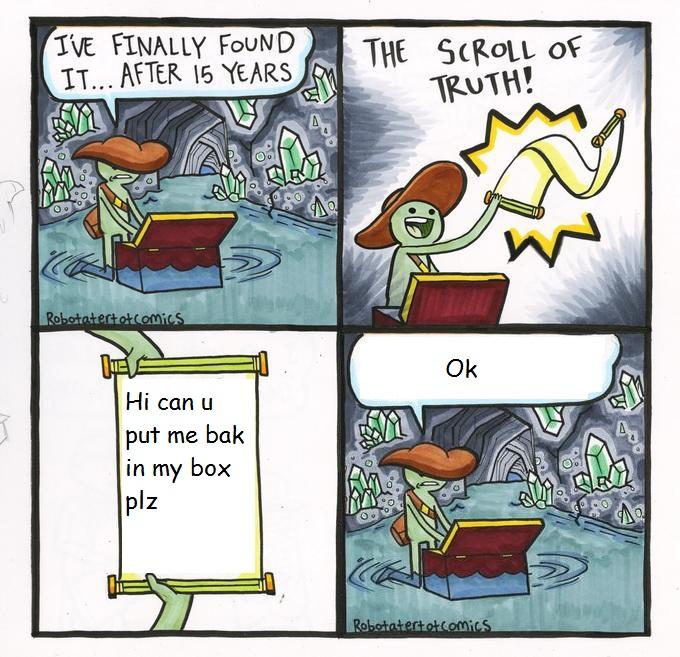 I'VE FINALLY FOUND
IT... AFTER 15 YEARS
Robotatertotcomics
THE SCROLL OF
TRUTH!
Hi can u
put me bak
in my box
plz
Ok
Robotatertotcomics